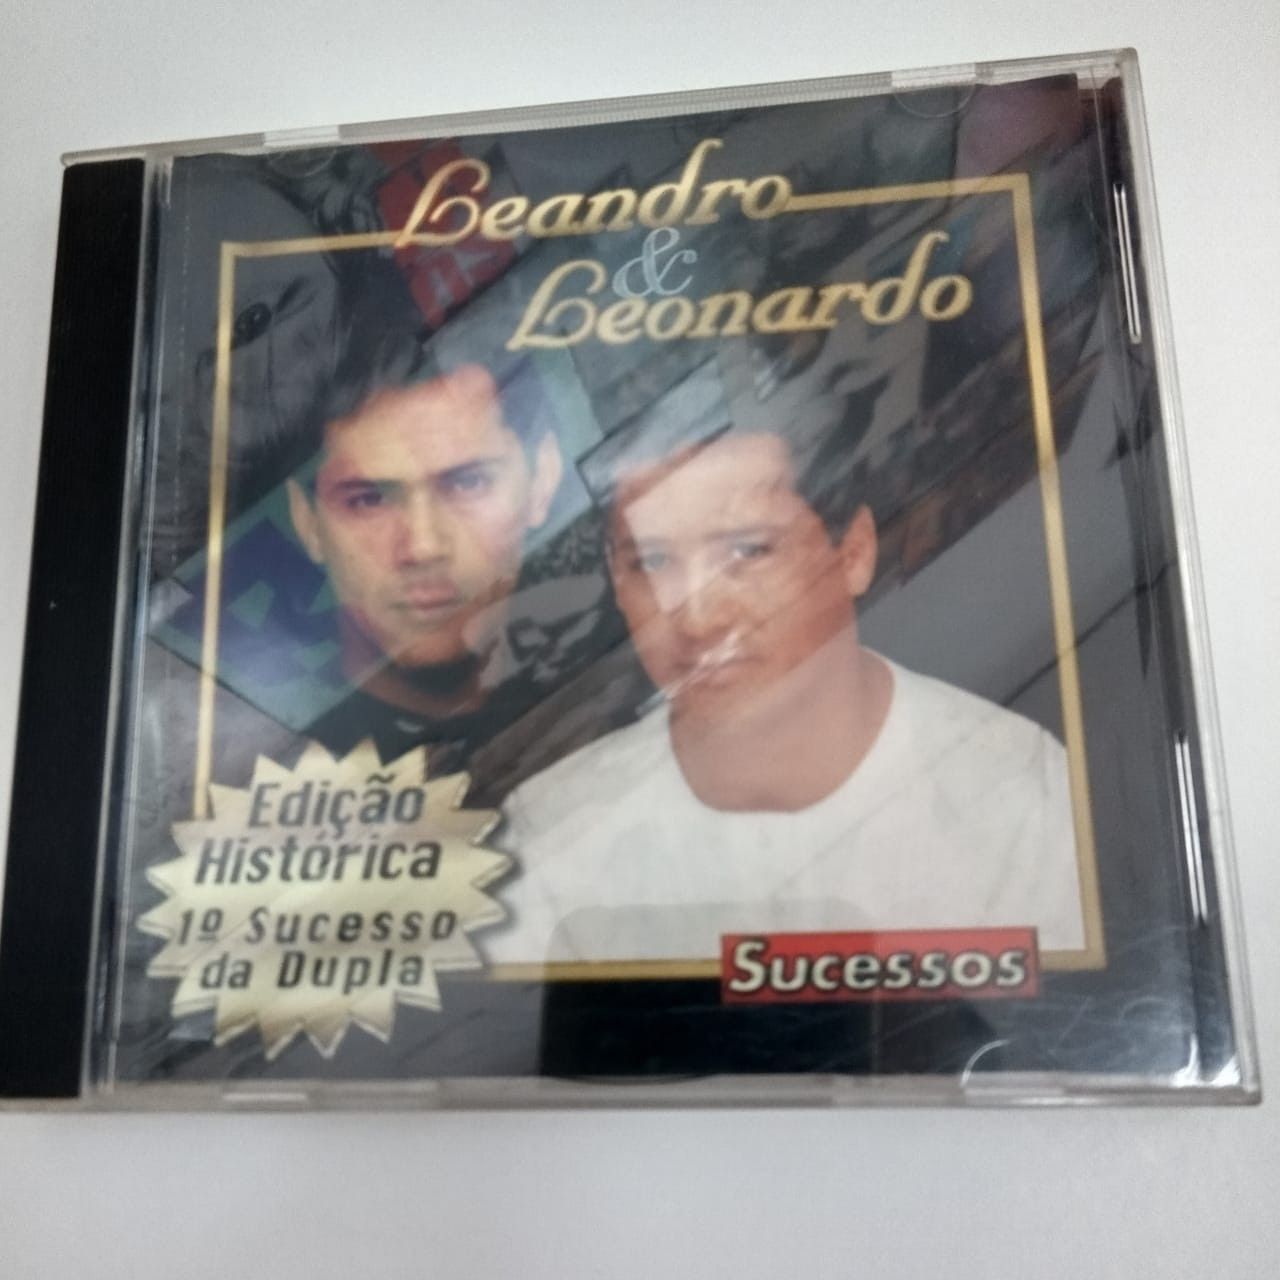 Leandro
&
Leonardo
Edição
Histórica
1º Sucesso
da Dupla
Sucessos